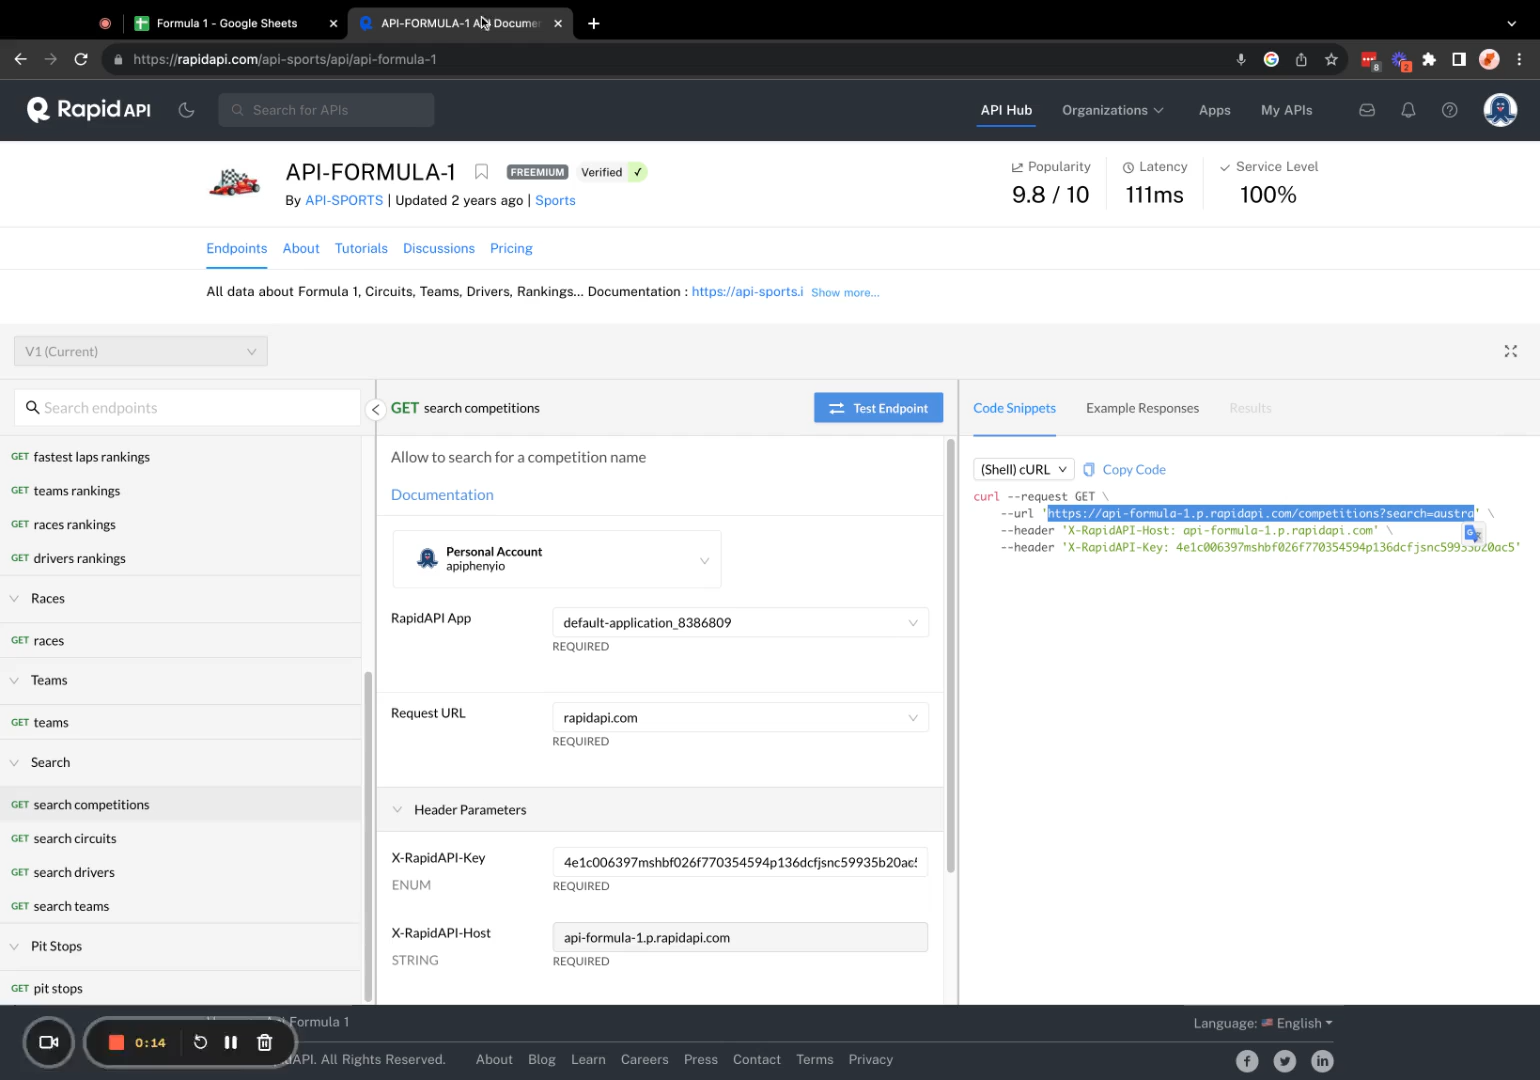 Formula 1 - Google Sheets
API-FORMULA-1 API Documen
https://rapidapi.com/api-sports/api/api-formula-1
8
2
Rapid API
Search for APIs
API Hub
Organizations
Apps
My APIs
API-FORMULA-1
FREEMIUM
Verified ✓
By API-SPORTS | Updated 2 years ago | Sports
Popularity
9.8 / 10
Latency
111ms
Service Level
100%
Endpoints
About
Tutorials
Discussions
Pricing
All data about Formula 1, Circuits, Teams, Drivers, Rankings... Documentation : https://api-sports.i Show more...
V1 (Current)
Search endpoints
GET fastest laps rankings
GET teams rankings
GET races rankings
GET drivers rankings
Races
GET races
Teams
GET teams
Search
GET search competitions
GET search circuits
GET search drivers
GET search teams
Pit Stops
GET pit stops
GET search competitions
Test Endpoint
Allow to search for a competition name
Documentation
Personal Account
apiphenyio
RapidAPI App
default-application_8386809
REQUIRED
Request URL
rapidapi.com
REQUIRED
Header Parameters
X-RapidAPI-Key
ENUM
4e1c006397mshbf026f770354594p136dcfjsnc59935b20ac5
REQUIRED
X-RapidAPI-Host
STRING
api-formula-1.p.rapidapi.com
REQUIRED
Code Snippets
Example Responses
Results
(Shell) cURL
Copy Code
curl --request GET \
--url 'https://api-formula-1.p.rapidapi.com/competitions?search=austra' \
--header 'X-RapidAPI-Host: api-formula-1.p.rapidapi.com' \
--header 'X-RapidAPI-Key: 4e1c006397mshbf026f770354594p136dcfjsnc59935b20ac5'
0:14
Formula 1
API. All Rights Reserved.
About
Blog
Learn
Careers
Press
Contact
Terms
Privacy
Language: English